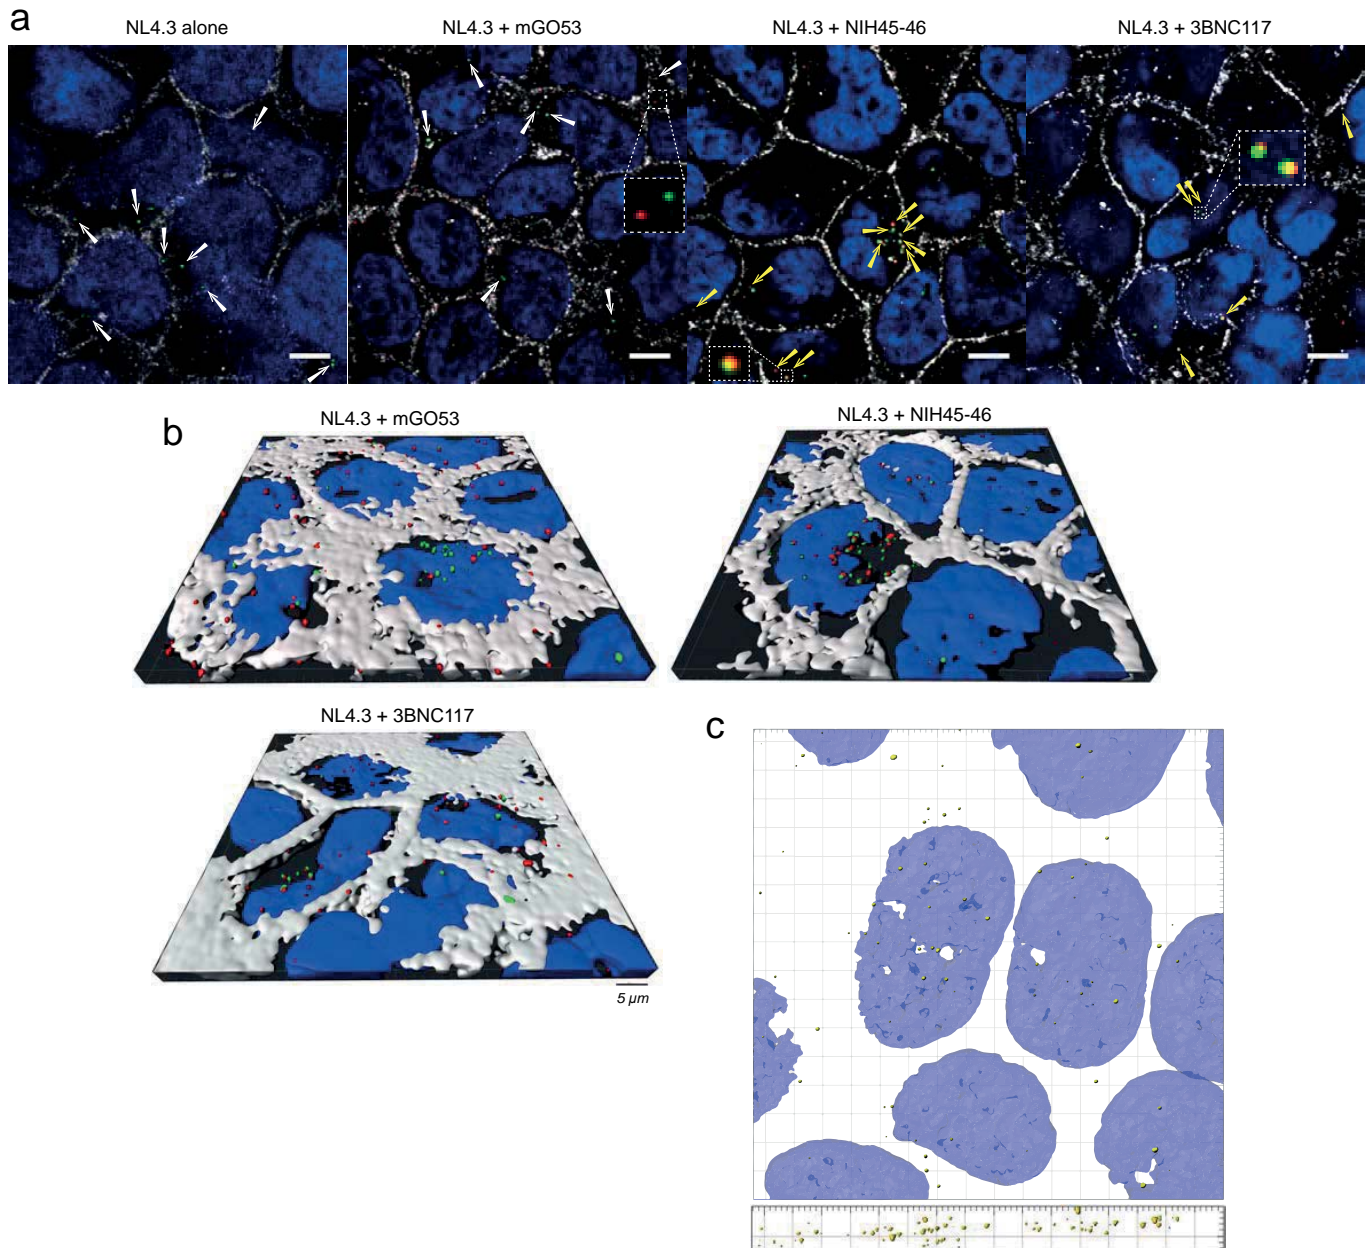 a
NL4.3 alone
NL4.3 + mGO53
NL4.3 + NIH45-46
NL4.3 + 3BNC117
b
NL4.3 + mGO53
NL4.3 + NIH45-46
NL4.3 + 3BNC117
5 µm
c